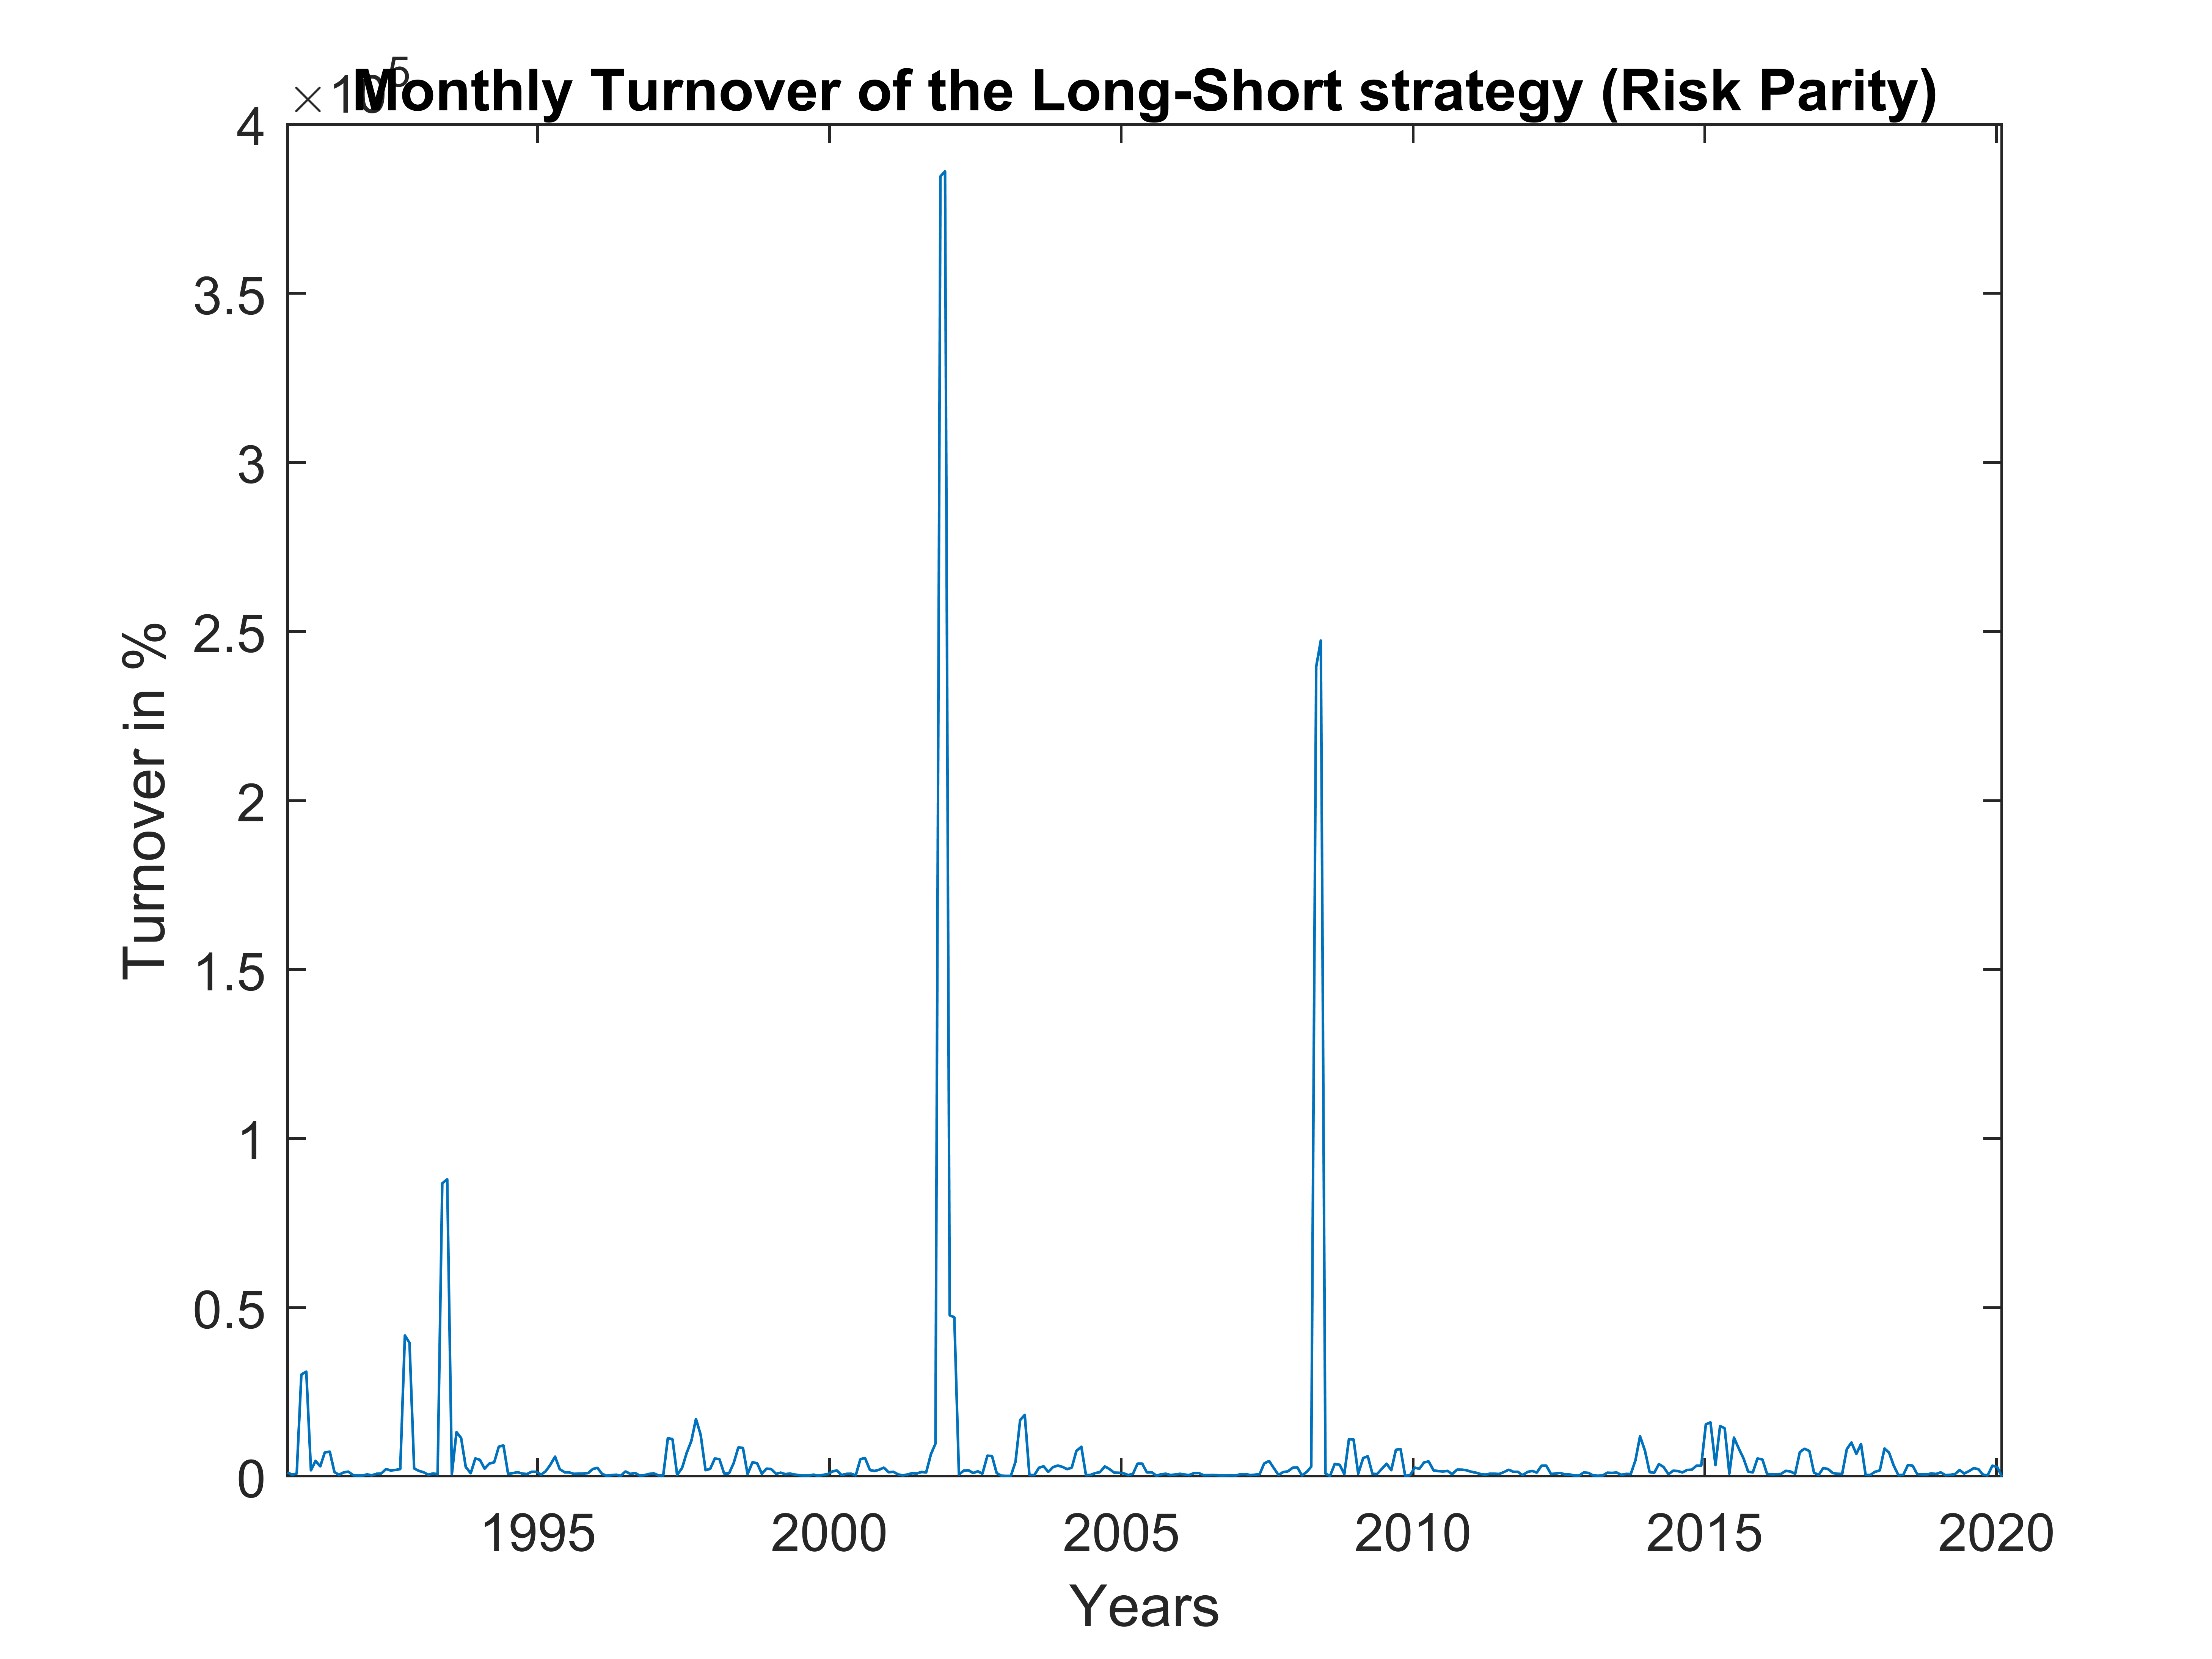 ×10^5
Monthly Turnover of the Long-Short strategy (Risk Parity)
4
3.5
3
2.5
2
1.5
1
0.5
0
Turnover in %
1995 2000 2005 2010 2015 2020
Years